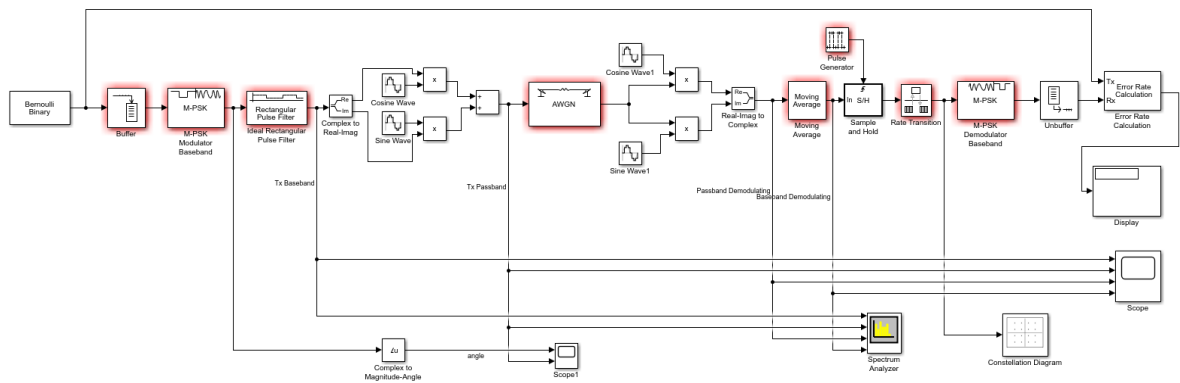 Bernoulli
Binary
Buffer
M-PSK
M-PSK
Modulator
Baseband
Rectangular
Pulse Filter
Ideal Rectangular
Pulse Filter
Re
Im
Complex to
Real-Imag
Cosine Wave
Sine Wave
x
x
+
+
AWGN
Cosine Wave1
Sine Wave1
x
x
Re
Im
Real-Imag to
Complex
Moving
Average
Moving
Average
Pulse
Generator
In S/H
Sample
and Hold
Rate Transition
M-PSK
M-PSK
Demodulator
Baseband
Unbuffer
Tx
Rx
Error Rate
Calculation
Error Rate
Calculation
Display
Tx Baseband
Tx Passband
Passband Demodulating
Baseband Demodulating
Scope
∠u
Complex to
Magnitude-Angle
angle
Scope1
Spectrum
Analyzer
Constellation Diagram